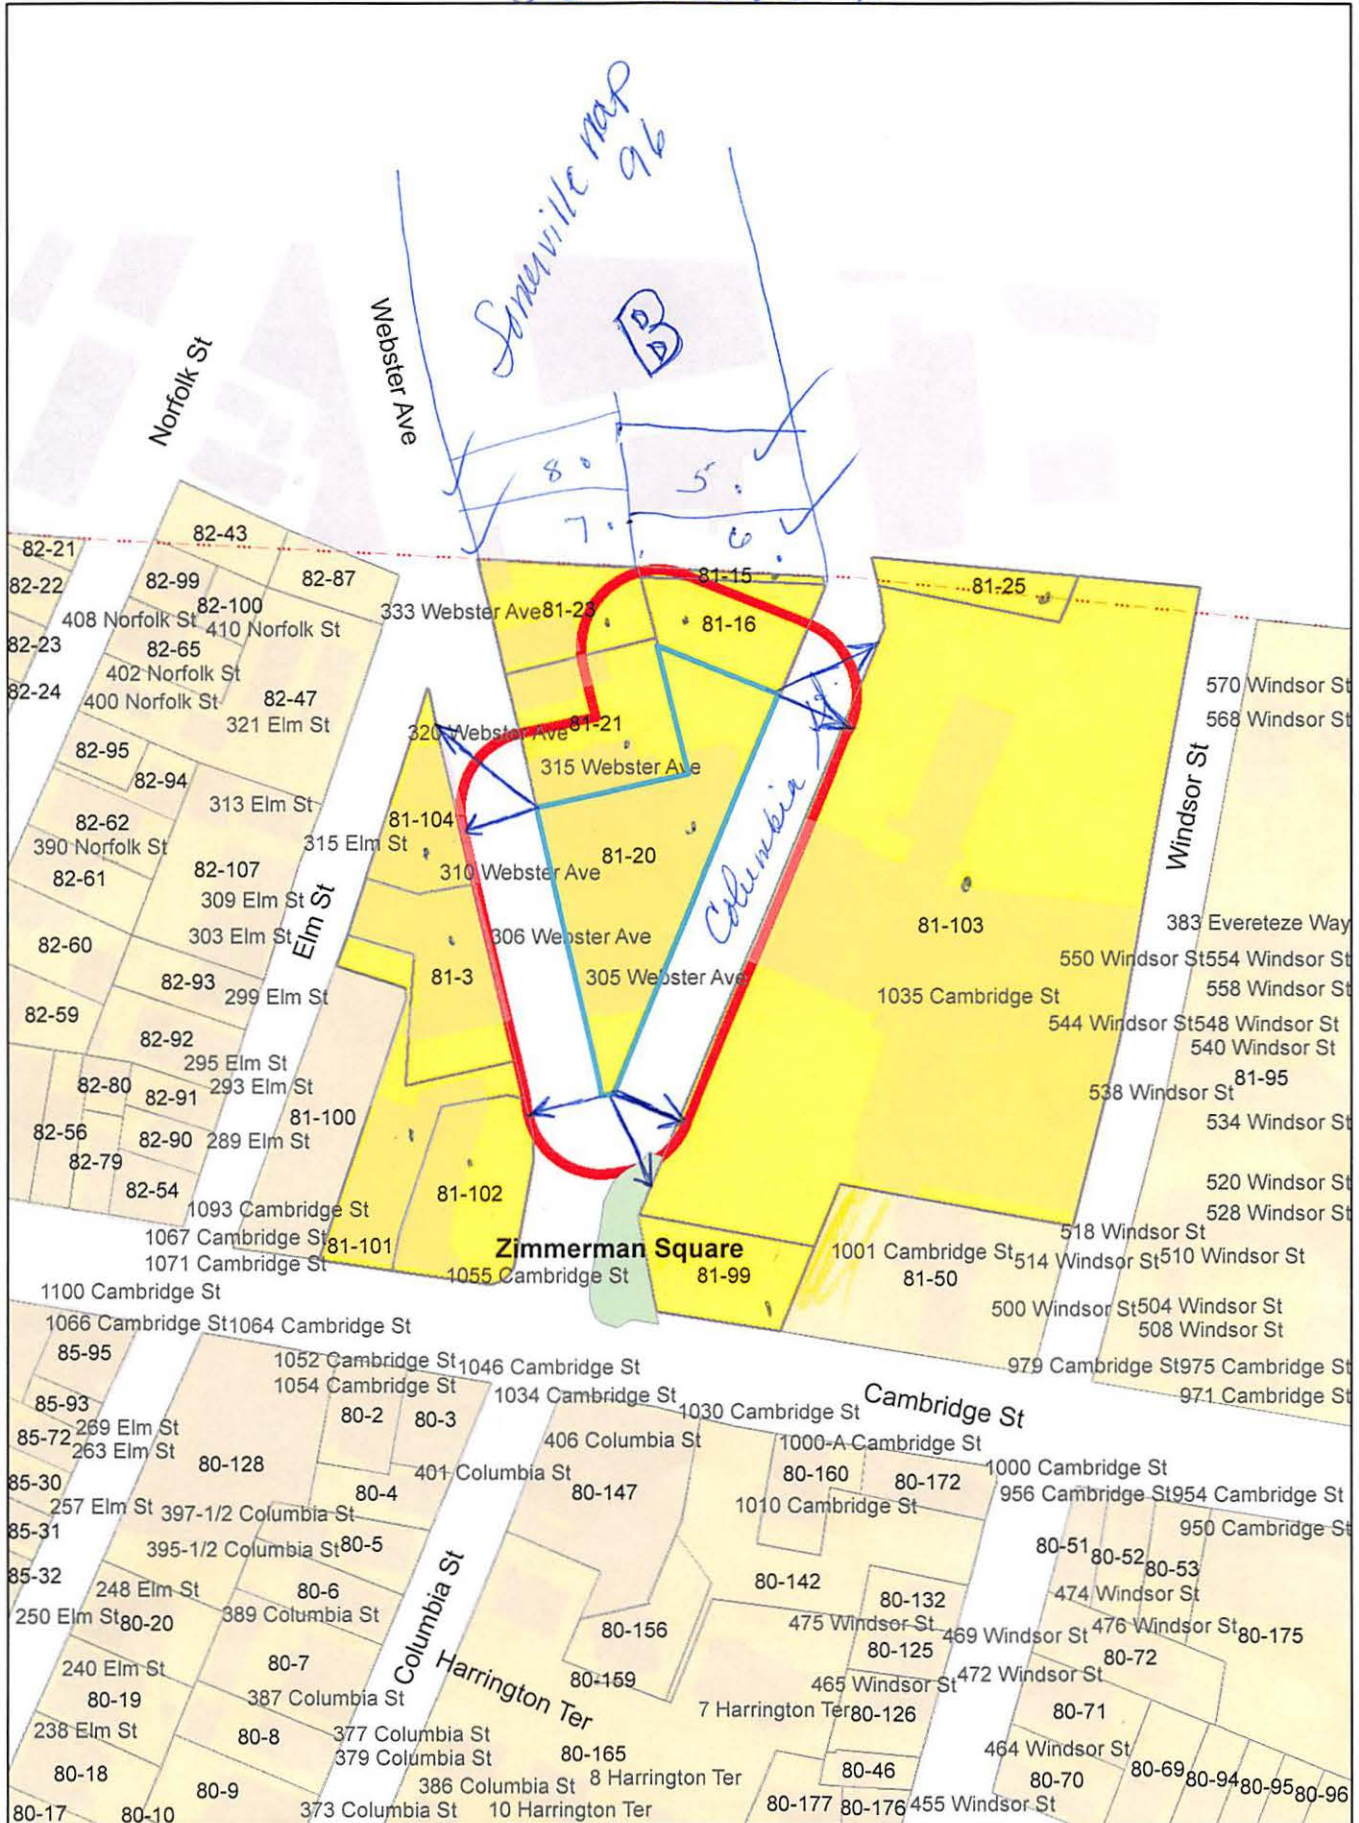 Somerville Map
96
B
Webster Ave
Norfolk St
8
5
7
6
82-43
82-21
82-87
81-15
81-25
82-22
82-99
82-100
333 Webster Ave
81-23
81-16
408 Norfolk St
410 Norfolk St
82-23
82-65
402 Norfolk St
82-24
400 Norfolk St
82-47
321 Elm St
570 Windsor St
568 Windsor St
320 Webster Ave
81-21
82-95
315 Webster Ave
82-94
313 Elm St
Columbia
Windsor St
82-62
81-104
390 Norfolk St
315 Elm St
81-20
82-61
82-107
310 Webster Ave
309 Elm St
81-103
383 Evereteze Way
82-60
303 Elm St
Elm St
306 Webster Ave
550 Windsor St
554 Windsor St
82-93
299 Elm St
81-3
305 Webster Ave
1035 Cambridge St
558 Windsor St
82-59
544 Windsor St
548 Windsor St
82-92
540 Windsor St
295 Elm St
82-80
82-91
293 Elm St
538 Windsor St
81-95
81-100
534 Windsor St
82-56
82-90
289 Elm St
82-79
82-54
81-102
520 Windsor St
1093 Cambridge St
528 Windsor St
1067 Cambridge St
81-101
Zimmerman Square
518 Windsor St
1071 Cambridge St
1055 Cambridge St
81-99
1001 Cambridge St
514 Windsor St
510 Windsor St
81-50
1100 Cambridge St
500 Windsor St
504 Windsor St
1066 Cambridge St
1064 Cambridge St
508 Windsor St
85-95
1052 Cambridge St
1046 Cambridge St
979 Cambridge St
975 Cambridge St
1054 Cambridge St
1034 Cambridge St
971 Cambridge St
85-93
80-2
80-3
1030 Cambridge St
Cambridge St
85-72
269 Elm St
406 Columbia St
1000-A Cambridge St
263 Elm St
80-128
401 Columbia St
80-147
80-160
80-172
1000 Cambridge St
85-30
80-4
956 Cambridge St
954 Cambridge St
257 Elm St
397-1/2 Columbia St
1010 Cambridge St
950 Cambridge St
85-31
395-1/2 Columbia St
80-5
80-51
80-52
80-53
85-32
248 Elm St
80-6
Columbia St
80-142
80-132
474 Windsor St
250 Elm St
80-20
389 Columbia St
80-156
475 Windsor St
469 Windsor St
476 Windsor St
80-175
80-125
240 Elm St
80-7
Harrington Ter
80-159
465 Windsor St
472 Windsor St
80-72
80-19
387 Columbia St
7 Harrington Ter
80-126
80-71
238 Elm St
80-8
377 Columbia St
379 Columbia St
80-165
464 Windsor St
80-18
80-9
386 Columbia St
8 Harrington Ter
80-46
80-70
80-69
80-94
80-95
80-96
80-17
80-10
373 Columbia St
10 Harrington Ter
80-177
80-176
455 Windsor St